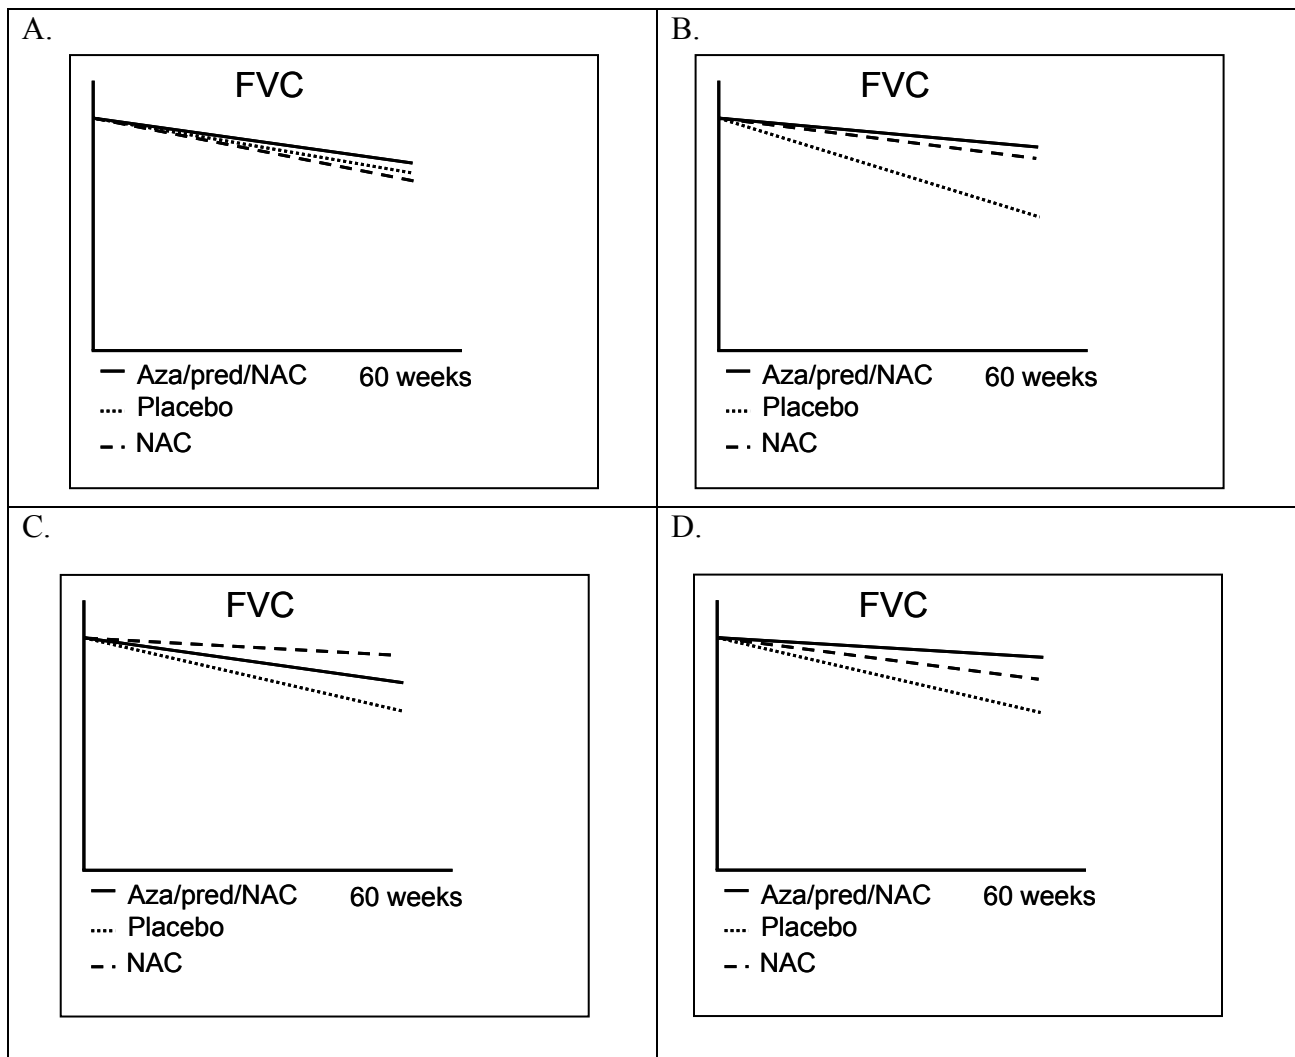 A.
FVC
Aza/pred/NAC 60 weeks
Placebo
NAC
B.
FVC
Aza/pred/NAC 60 weeks
Placebo
NAC
C.
FVC
Aza/pred/NAC 60 weeks
Placebo
NAC
D.
FVC
Aza/pred/NAC 60 weeks
Placebo
NAC